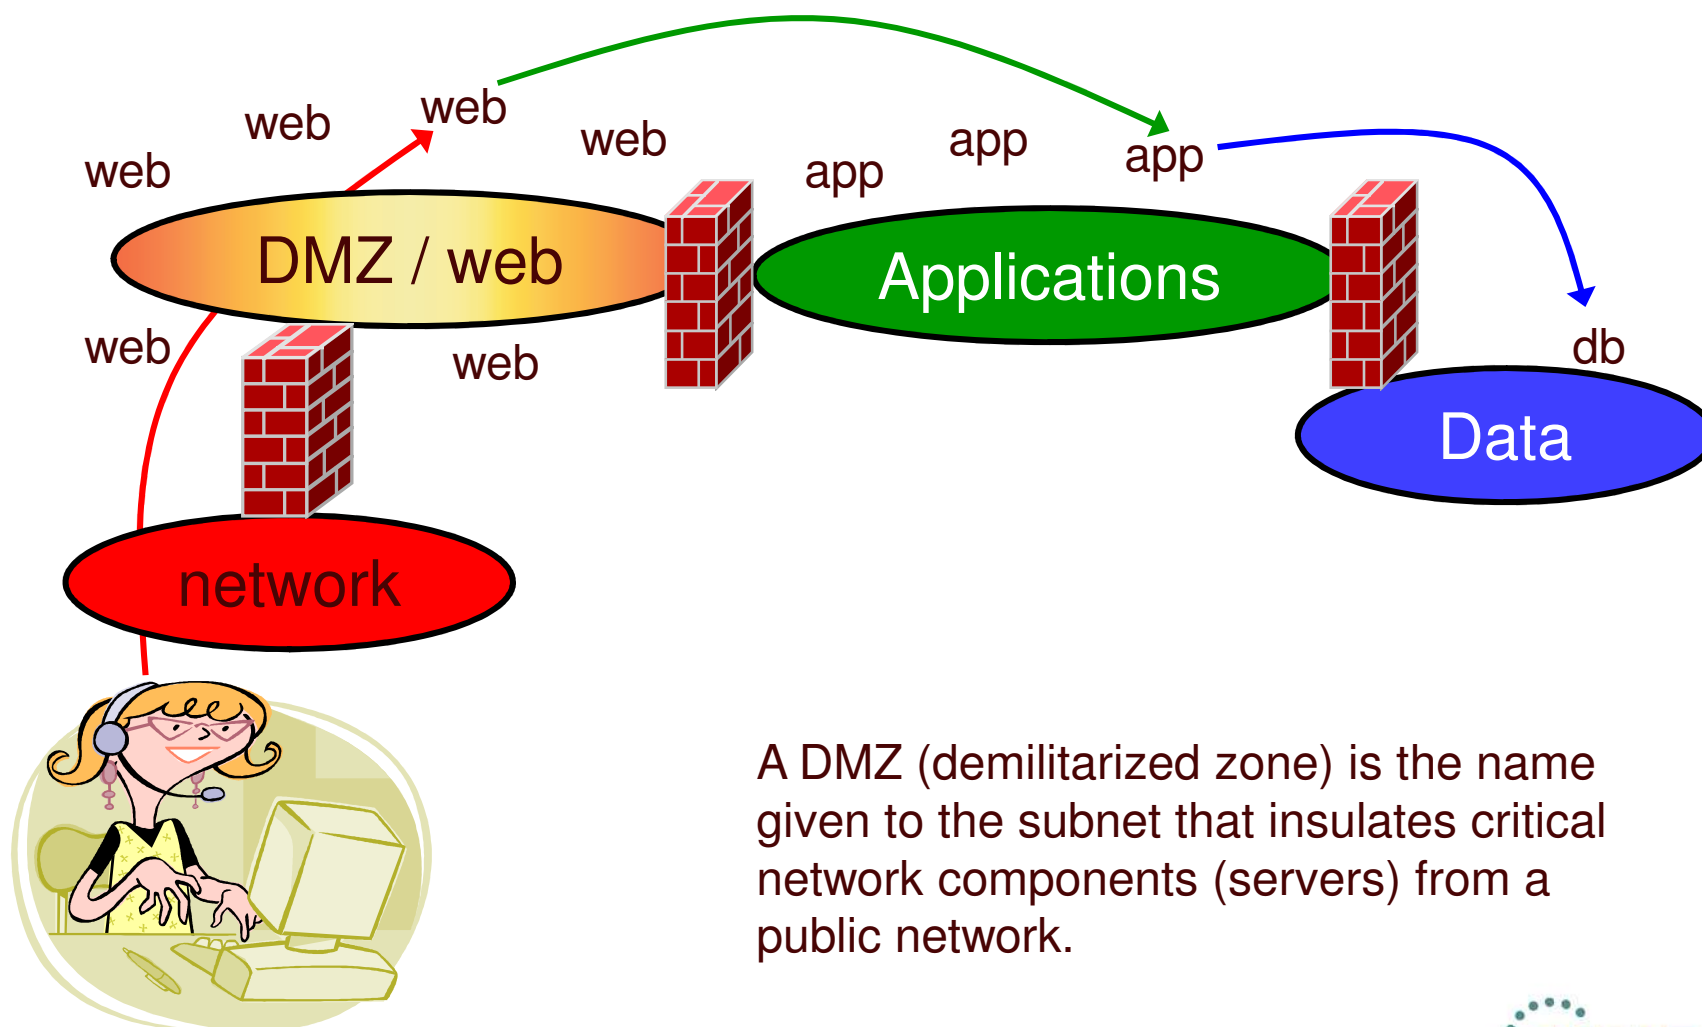 web
web
web
web
app
app
app
DMZ / web
Applications
web
web
db
Data
network
A DMZ (demilitarized zone) is the name
given to the subnet that insulates critical
network components (servers) from a
public network.